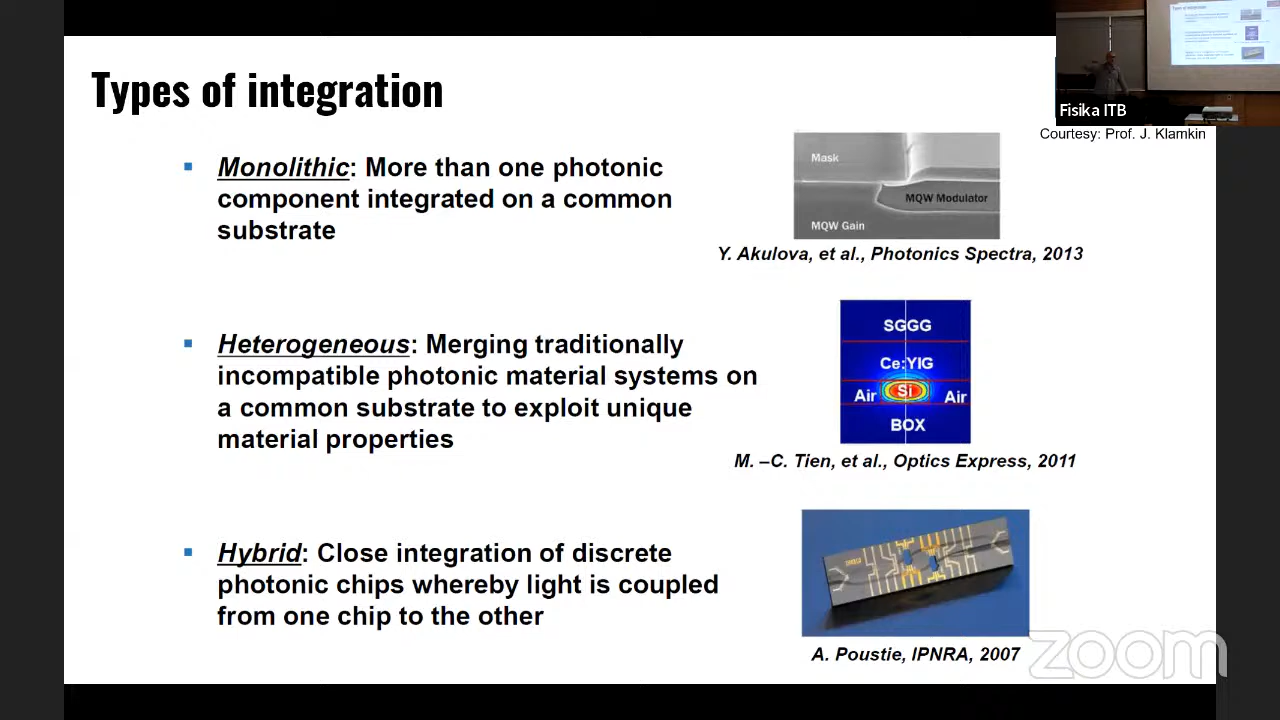 Types of integration
Fisika ITB
Courtesy: Prof. J. Klamkin
▪ Monolithic: More than one photonic
component integrated on a common
substrate
Mask
MQW Modulator
MQW Gain
Y. Akulova, et al., Photonics Spectra, 2013
▪ Heterogeneous: Merging traditionally
incompatible photonic material systems on
a common substrate to exploit unique
material properties
SGGG
Ce:YIG
Air Si Air
BOX
M. –C. Tien, et al., Optics Express, 2011
▪ Hybrid: Close integration of discrete
photonic chips whereby light is coupled
from one chip to the other
A. Poustie, IPNRA, 2007
zoom